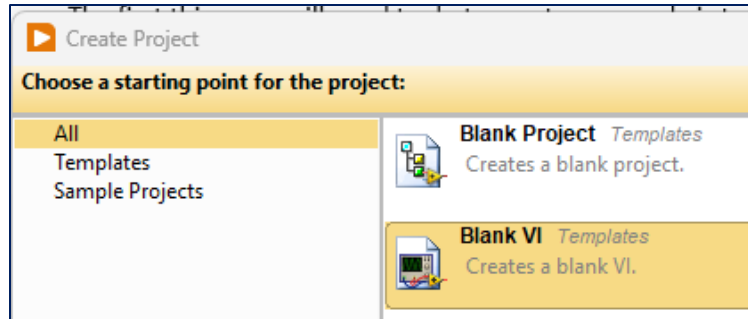 Create Project
Choose a starting point for the project:
All
Templates
Sample Projects
Blank Project Templates
Creates a blank project.
Blank VI Templates
Creates a blank VI.